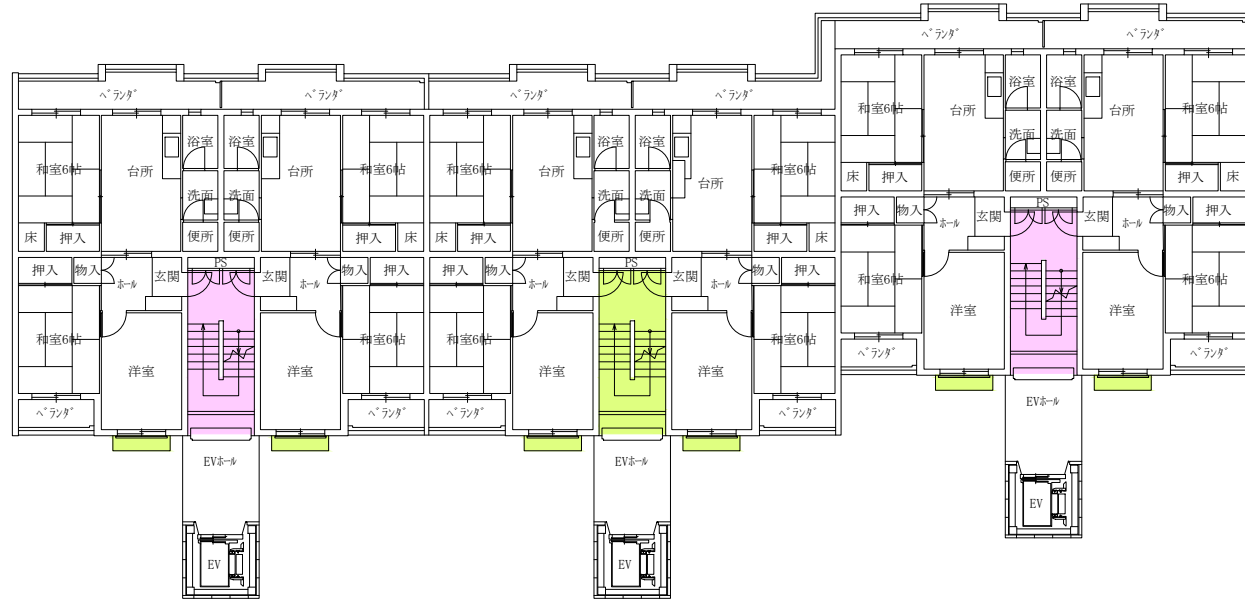 ﾍﾞﾗﾝﾀﾞ ﾍﾞﾗﾝﾀﾞ
浴室 浴室
和室6帖 台所 台所 和室6帖
洗面 洗面
便所 便所
床 押入 押入 床
PS
押入 物入 ﾎｰﾙ 玄関 玄関 ﾎｰﾙ 物入 押入
和室6帖 和室6帖
洋室 洋室
ﾍﾞﾗﾝﾀﾞ ﾍﾞﾗﾝﾀﾞ
EVﾎｰﾙ
EV
ﾍﾞﾗﾝﾀﾞ ﾍﾞﾗﾝﾀﾞ
浴室 浴室
和室6帖 台所 台所 和室6帖
洗面 洗面
便所 便所
床 押入 押入 床
PS
押入 物入 ﾎｰﾙ 玄関 玄関 ﾎｰﾙ 物入 押入
和室6帖 和室6帖
洋室 洋室
ﾍﾞﾗﾝﾀﾞ ﾍﾞﾗﾝﾀﾞ
EVﾎｰﾙ
EV
ﾍﾞﾗﾝﾀﾞ ﾍﾞﾗﾝﾀﾞ
浴室 浴室
和室6帖 台所 台所 和室6帖
洗面 洗面
便所 便所
床 押入 押入 床
PS
押入 物入 ﾎｰﾙ 玄関 玄関 ﾎｰﾙ 物入 押入
和室6帖 和室6帖
洋室 洋室
ﾍﾞﾗﾝﾀﾞ ﾍﾞﾗﾝﾀﾞ
EVﾎｰﾙ
EV